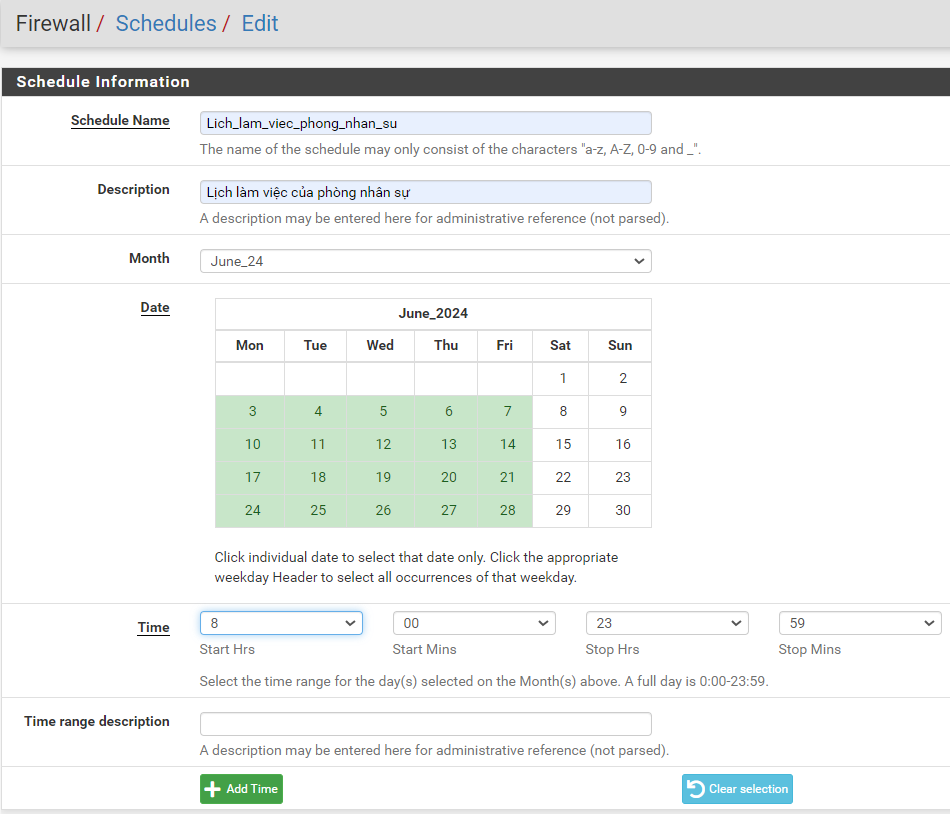 Firewall / Schedules / Edit
Schedule Information
Schedule Name Lich_lam_viec_phong_nhan_su
The name of the schedule may only consist of the characters "a-z, A-Z, 0-9 and _".
Description Lịch làm việc của phòng nhân sự
A description may be entered here for administrative reference (not parsed).
Month June_24
Date June_2024
Mon Tue Wed Thu Fri Sat Sun
1 2
3 4 5 6 7 8 9
10 11 12 13 14 15 16
17 18 19 20 21 22 23
24 25 26 27 28 29 30
Click individual date to select that date only. Click the appropriate
weekday Header to select all occurrences of that weekday.
Time 8 00 23 59
Start Hrs Start Mins Stop Hrs Stop Mins
Select the time range for the day(s) selected on the Month(s) above. A full day is 0:00-23:59.
Time range description
A description may be entered here for administrative reference (not parsed).
Add Time Clear selection